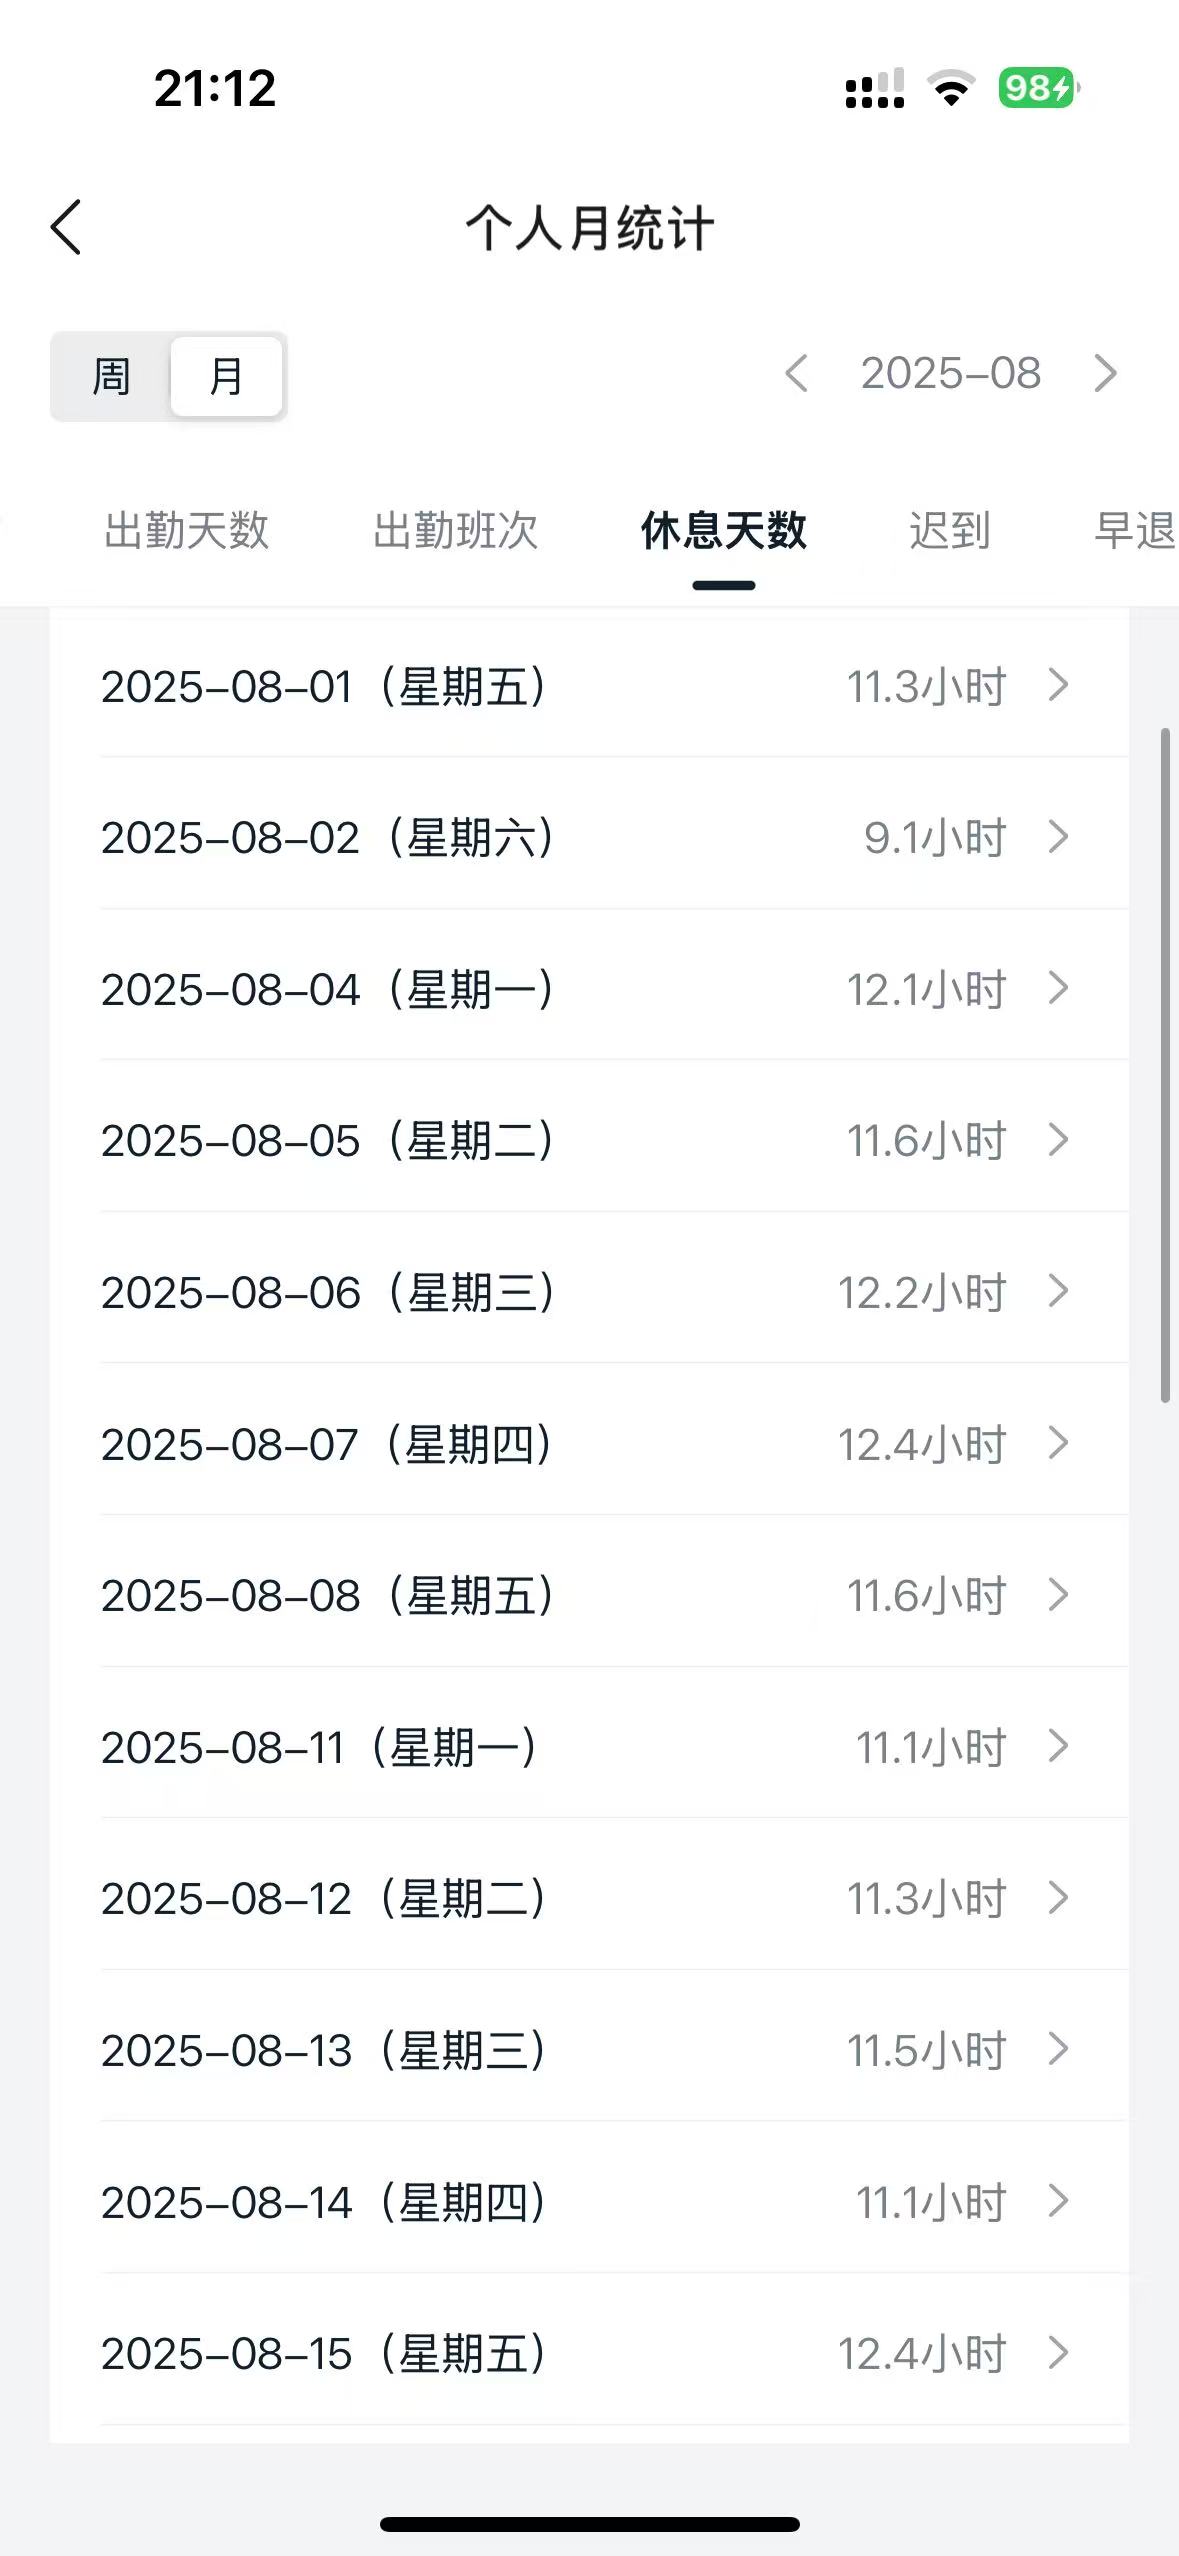 21:12
98
个人月统计
周 月 2025-08
出勤天数 出勤班次 休息天数 迟到 早退
2025-08-01（星期五） 11.3小时
2025-08-02（星期六） 9.1小时
2025-08-04（星期一） 12.1小时
2025-08-05（星期二） 11.6小时
2025-08-06（星期三） 12.2小时
2025-08-07（星期四） 12.4小时
2025-08-08（星期五） 11.6小时
2025-08-11（星期一） 11.1小时
2025-08-12（星期二） 11.3小时
2025-08-13（星期三） 11.5小时
2025-08-14（星期四） 11.1小时
2025-08-15（星期五） 12.4小时